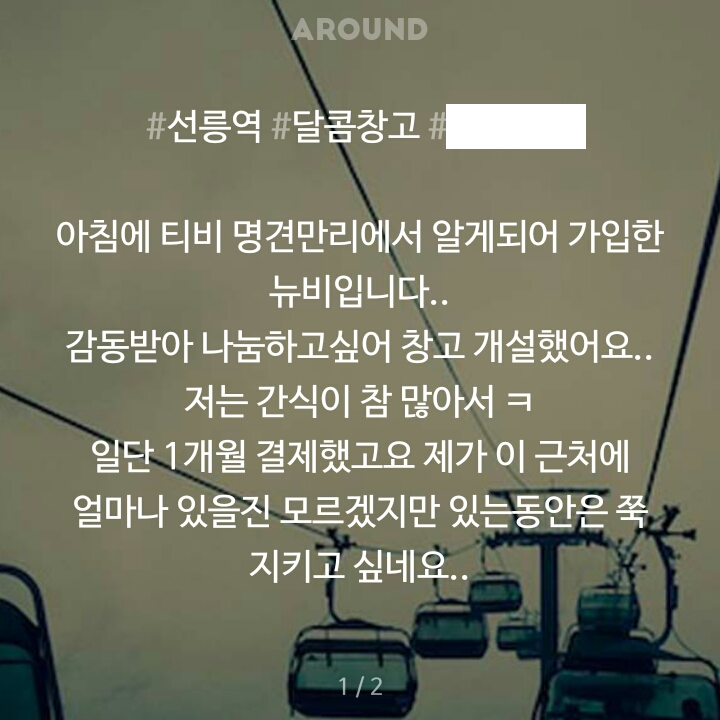 AROUND
#선릉역 #달콤창고 #
아침에 티비 명견만리에서 알게되어 가입한
뉴비입니다..
감동받아 나눔하고싶어 창고 개설했어요..
저는 간식이 참 많아서 ㅋ
일단 1개월 결제했고요 제가 이 근처에
얼마나 있을진 모르겠지만 있는동안은 쭉
지키고 싶네요..
1 / 2